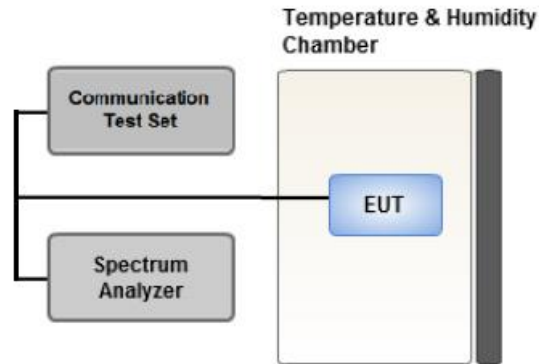 Temperature & Humidity
Chamber
Communication
Test Set
EUT
Spectrum
Analyzer